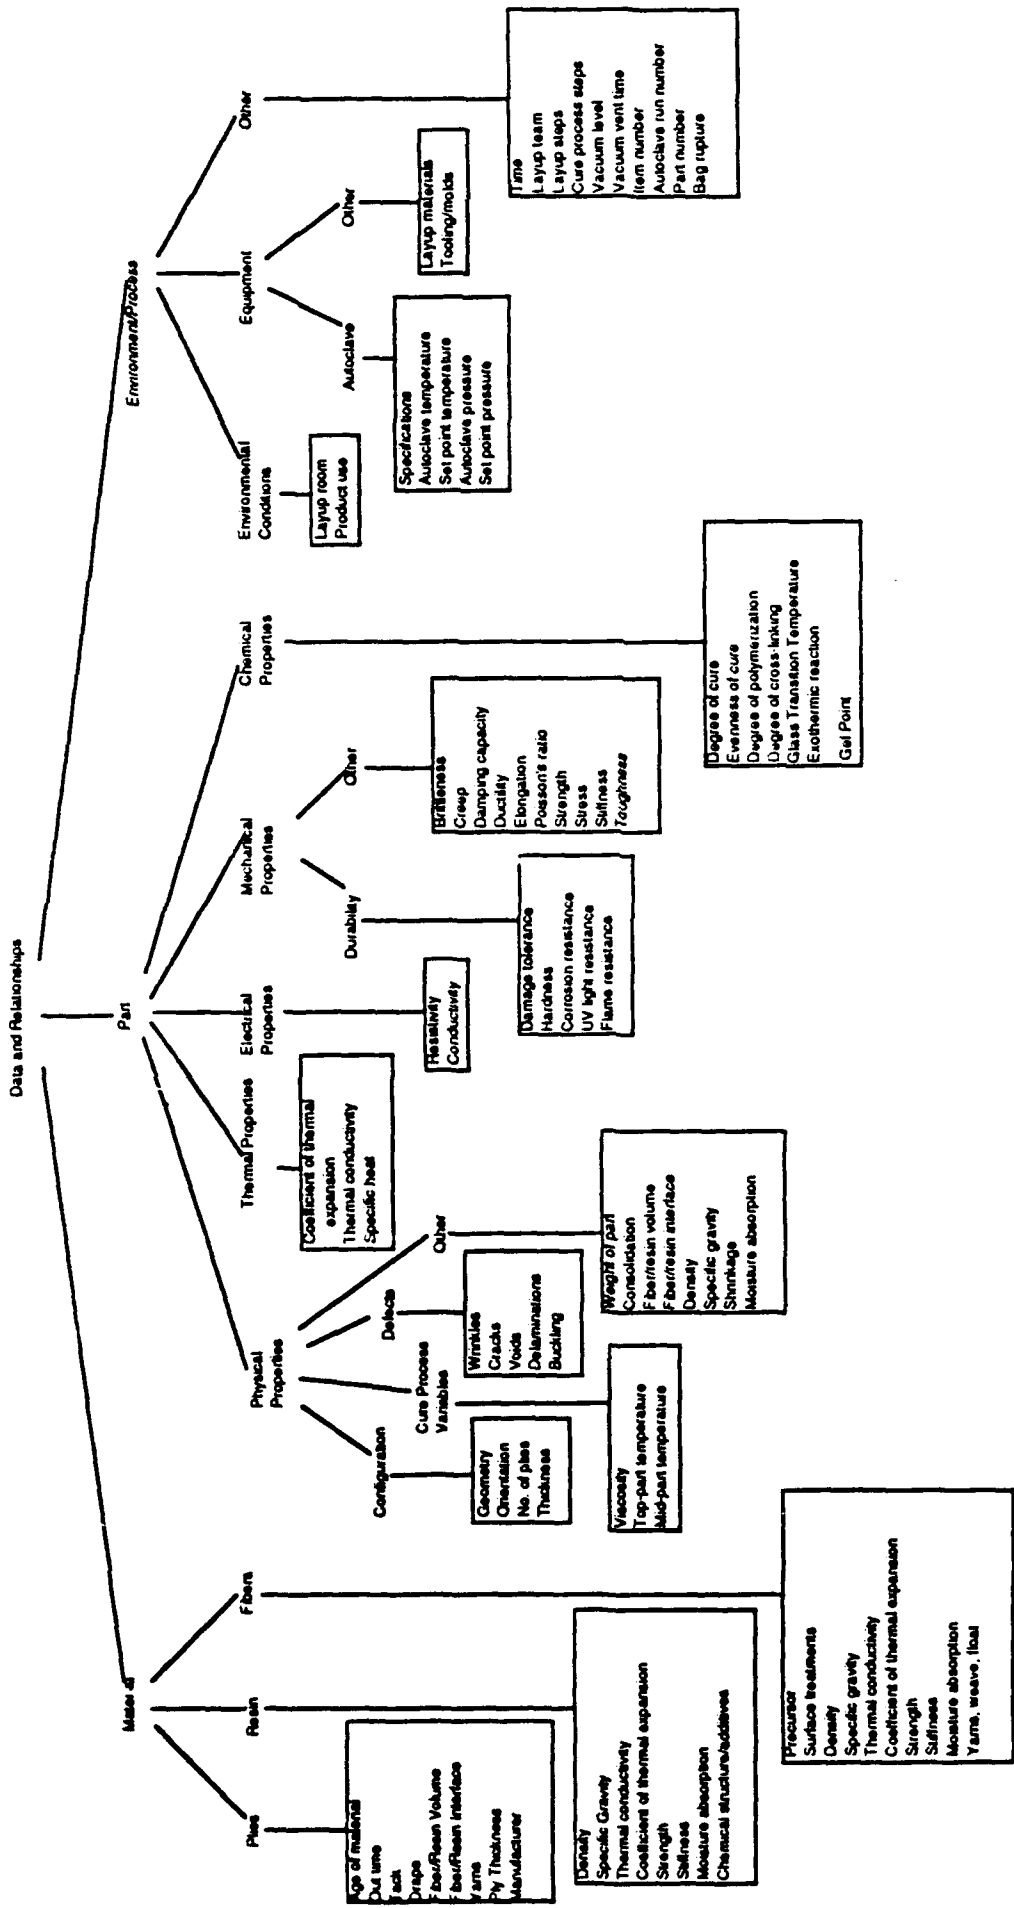 Data and Relationships
Material
Part
Environment/Process
Plies
Resin
Fibers
Physical
Properties
Thermal Properties
Electrical
Properties
Mechanical
Properties
Chemical
Properties
Environmental
Conditions
Equipment
Other
Configuration
Cure Process
Variables
Defects
Other
Durability
Other
Autoclave
Other
Age of material
Out time
Tack
Drape
Fiber/Resin Volume
Fiber/Resin Interface
Yarns
Ply Thickness
Manufacturer
Density
Specific Gravity
Thermal conductivity
Coefficient of thermal expansion
Strength
Stiffness
Moisture absorption
Chemical structure/additives
Precursor
Surface treatments
Density
Specific gravity
Thermal conductivity
Coefficient of thermal expansion
Strength
Stiffness
Moisture absorption
Yarns, weave, float
Geometry
Orientation
No. of plies
Thickness
Viscosity
Top-part temperature
Mid-part temperature
Wrinkles
Cracks
Voids
Delaminations
Buckling
Weight of part
Consolidation
Fiber/resin volume
Fiber/resin interface
Density
Specific gravity
Shrinkage
Moisture absorption
Coefficient of thermal
expansion
Thermal conductivity
Specific heat
Resistivity
Conductivity
Damage tolerance
Hardness
Corrosion resistance
UV light resistance
Flame resistance
Brittleness
Creep
Damping capacity
Ductility
Elongation
Poisson's ratio
Strength
Stress
Stiffness
Toughness
Degree of cure
Evenness of cure
Degree of polymerization
Degree of cross-linking
Glass Transition Temperature
Exothermic reaction
Gel Point
Layup room
Product use
Specifications
Autoclave temperature
Set point temperature
Autoclave pressure
Set point pressure
Layup materials
Tooling/molds
Time
Layup team
Layup steps
Cure process steps
Vacuum level
Vacuum vent time
Item number
Autoclave run number
Part number
Bag rupture